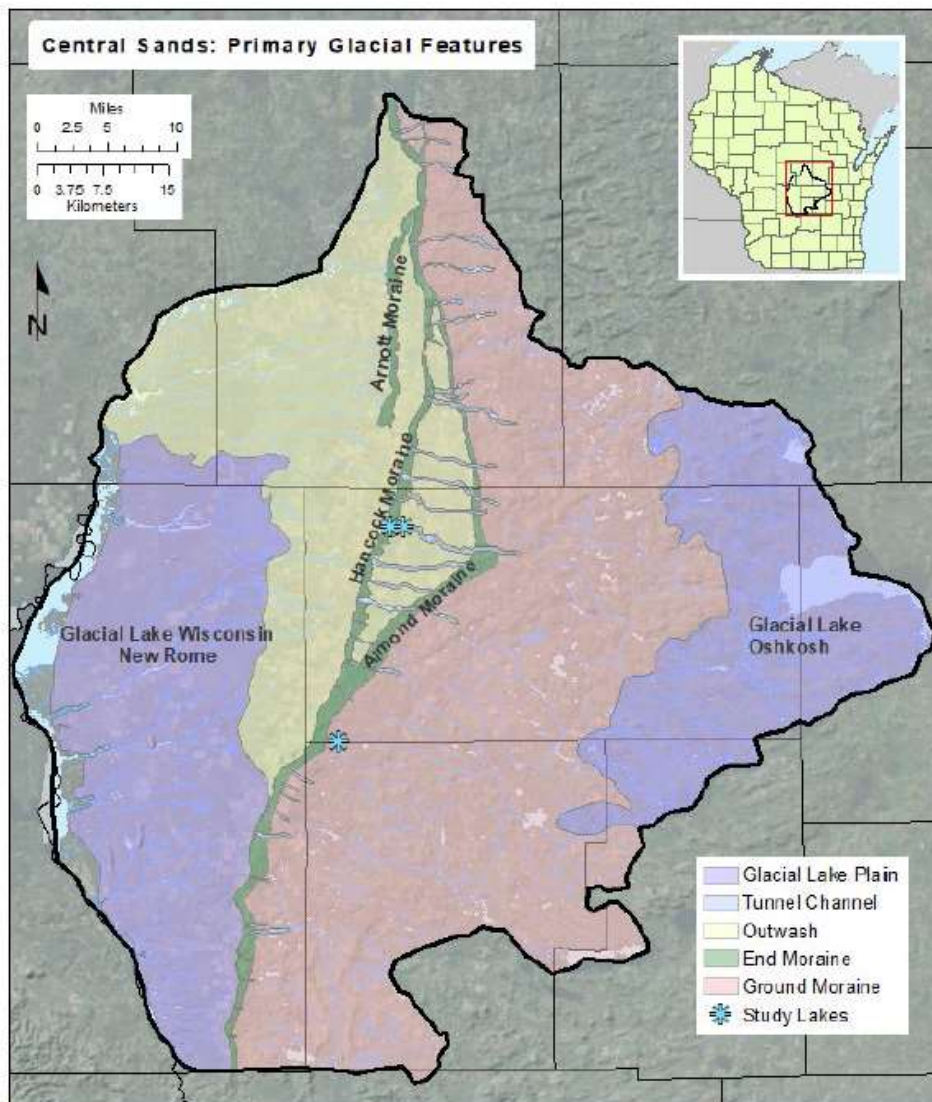 Central Sands: Primary Glacial Features
Miles
0 2.5 5 10
0 3.75 7.5 15
Kilometers
N
Arnott Moraine
Hancock Moraine
Almond Moraine
Glacial Lake Wisconsin
New Rome
Glacial Lake
Oshkosh
Glacial Lake Plain
Tunnel Channel
Outwash
End Moraine
Ground Moraine
Study Lakes